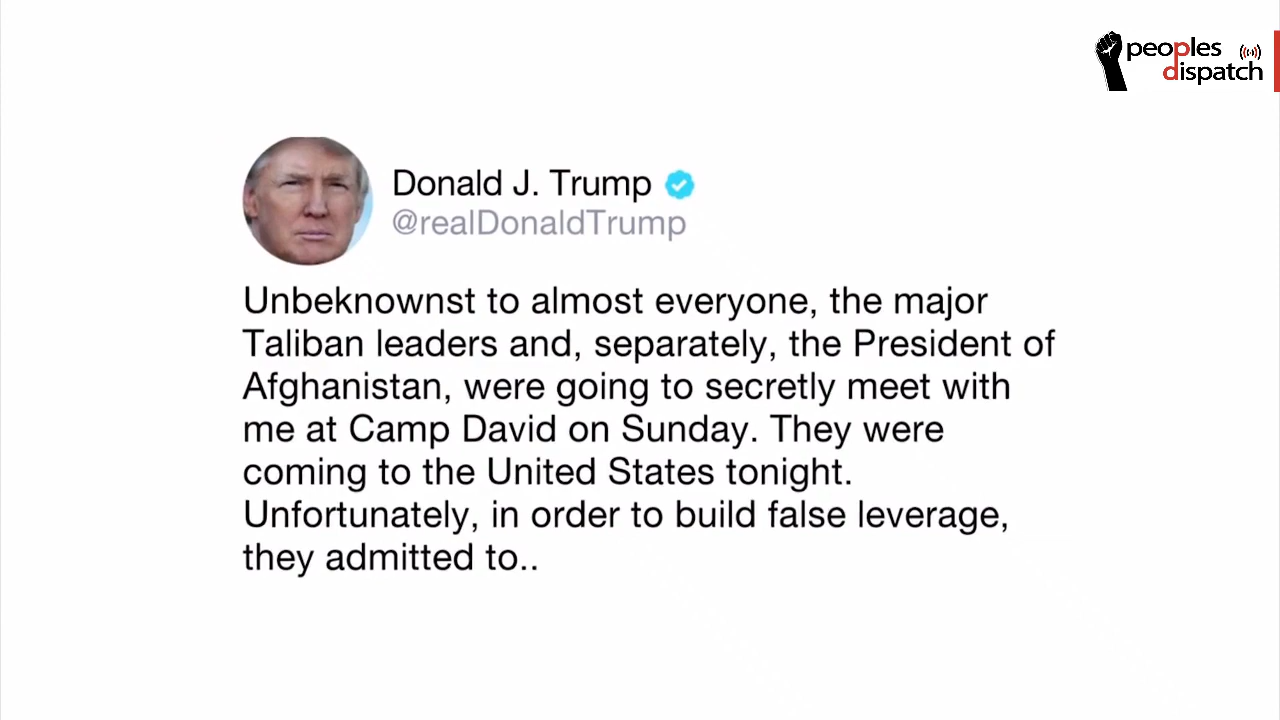 peoples
dispatch
Donald J. Trump
@realDonaldTrump
Unbeknownst to almost everyone, the major
Taliban leaders and, separately, the President of
Afghanistan, were going to secretly meet with
me at Camp David on Sunday. They were
coming to the United States tonight.
Unfortunately, in order to build false leverage,
they admitted to..